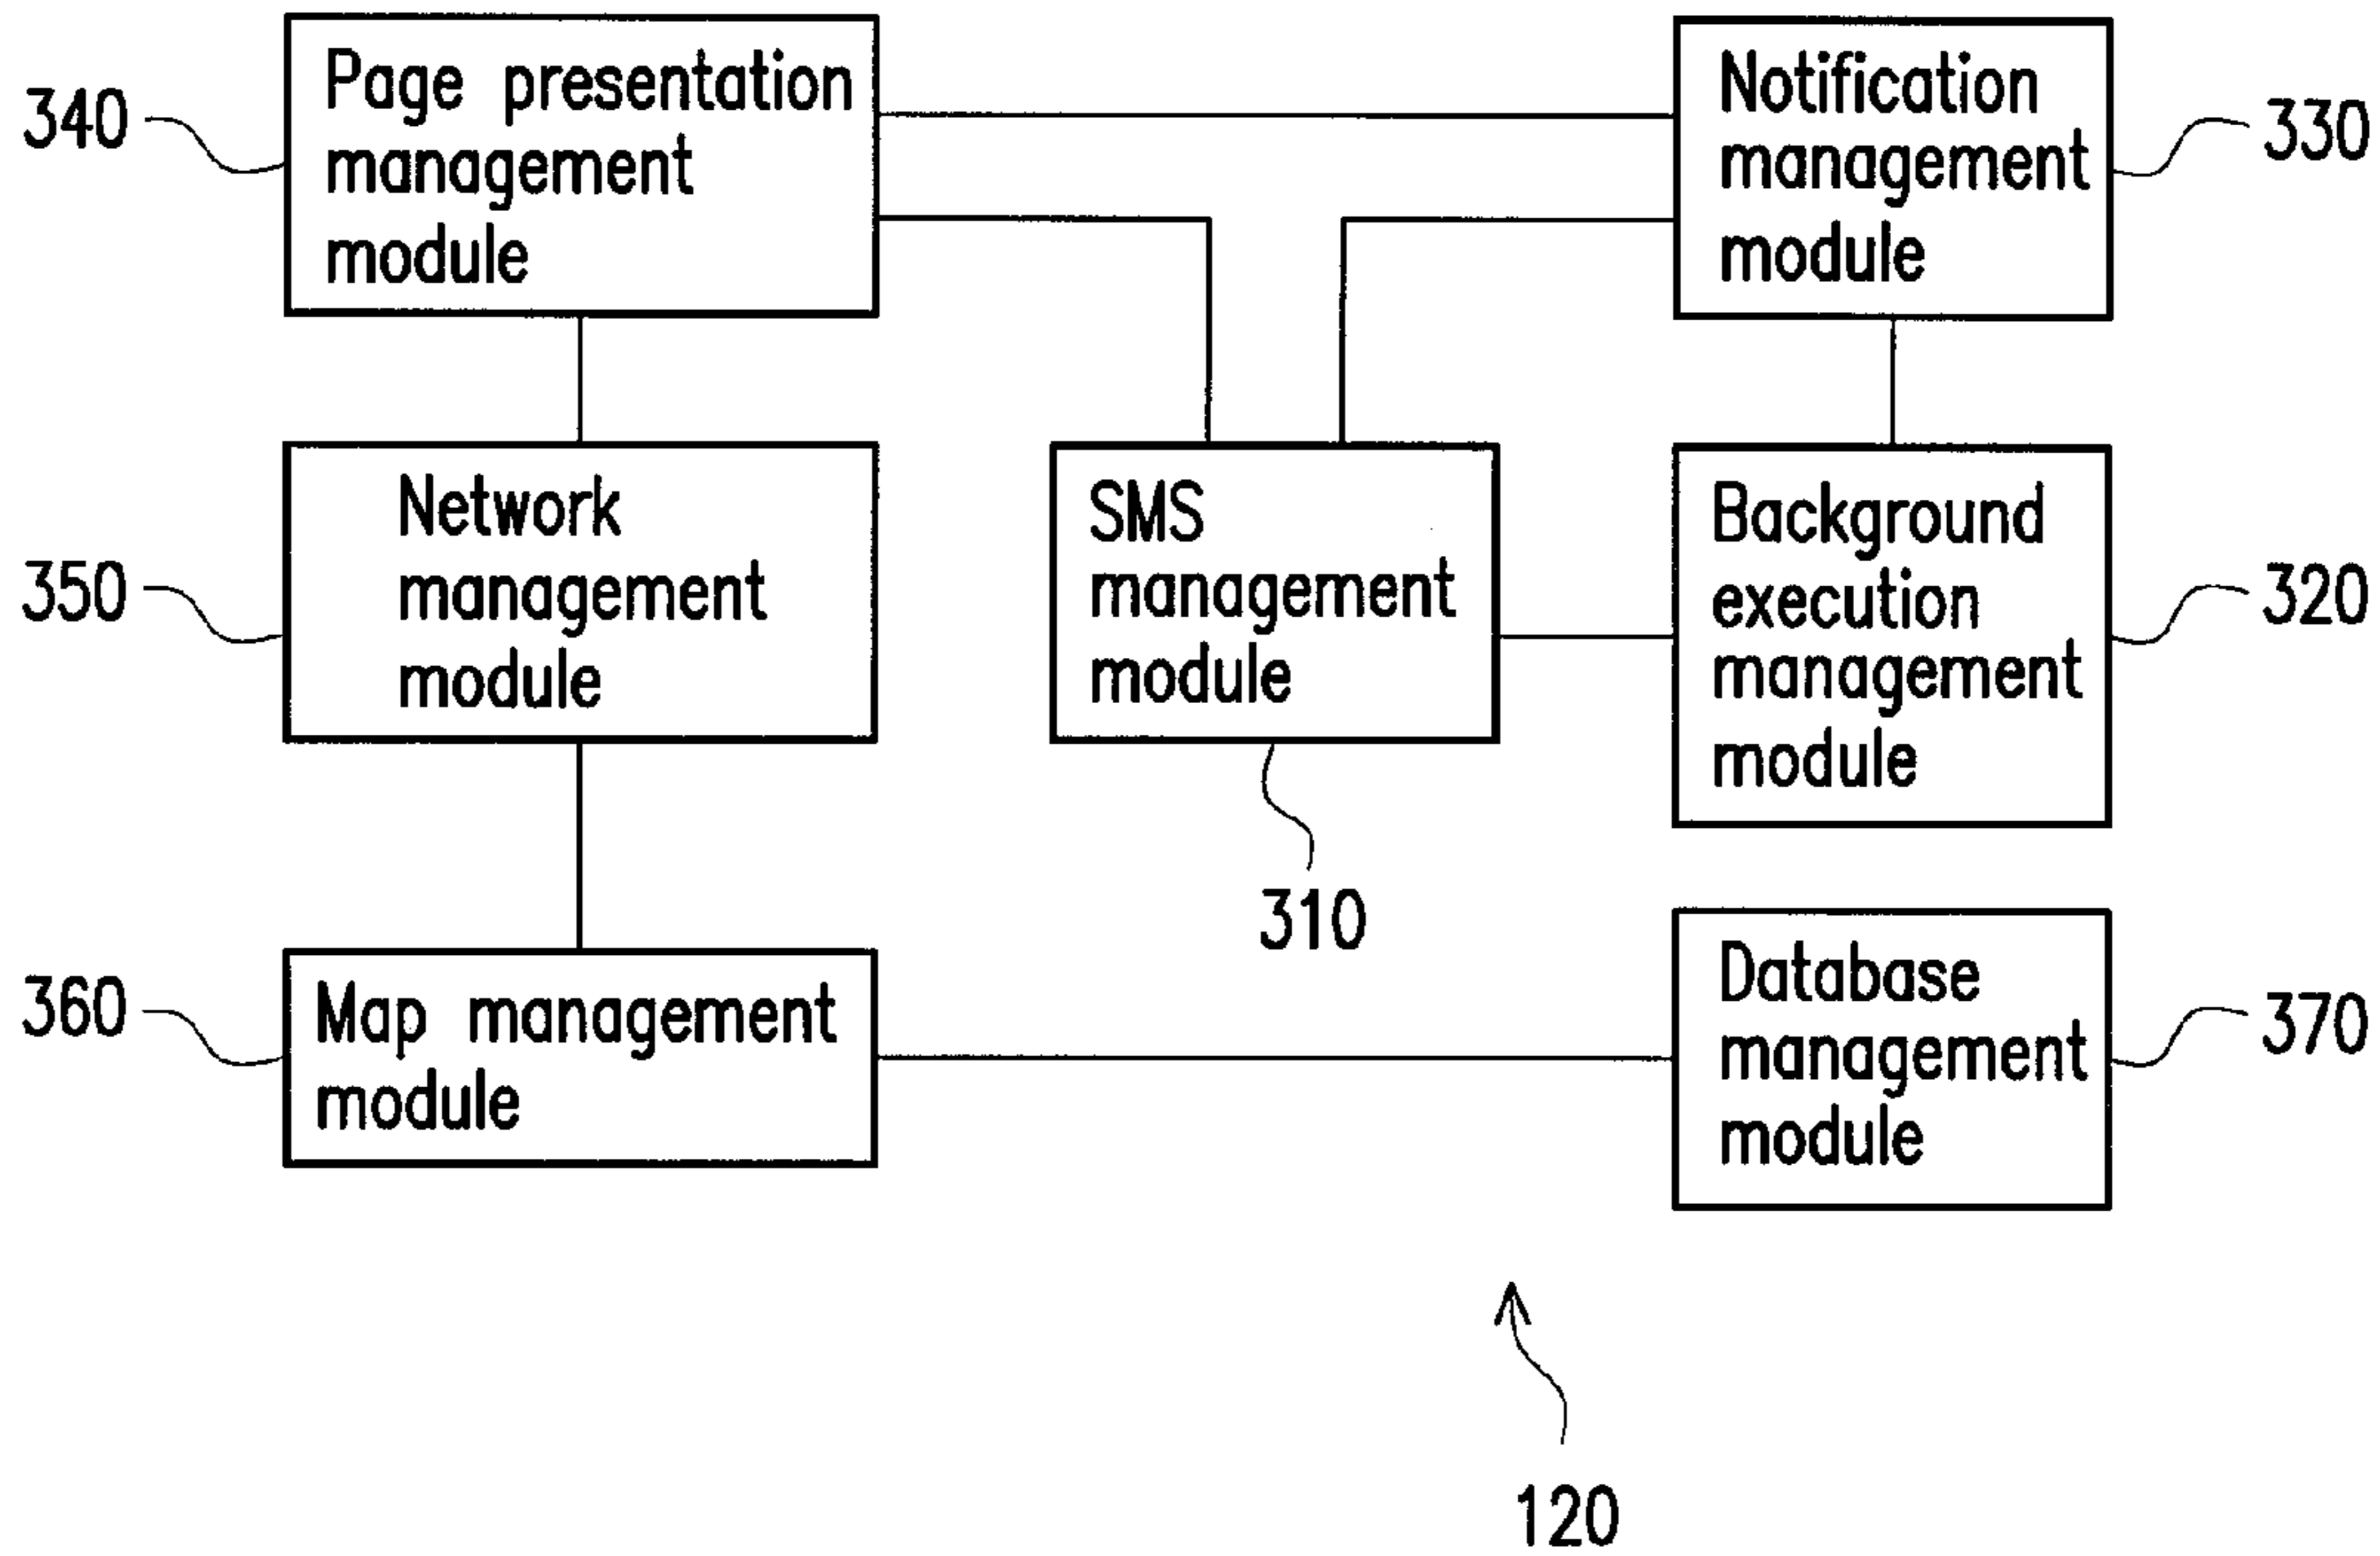 340
Page presentation
management
module
Notification
management
module
330
350
Network
management
module
SMS
management
module
310
Background
execution
management
module
320
360
Map management
module
Database
management
module
370
120